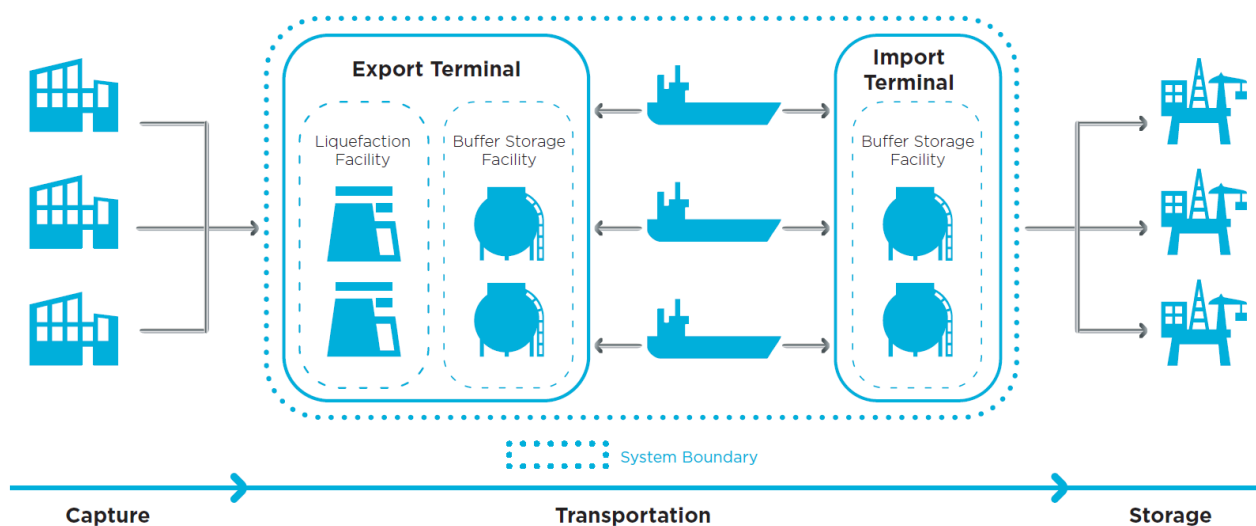 Export Terminal
Import
Terminal
Liquefaction
Facility
Buffer Storage
Facility
Buffer Storage
Facility
System Boundary
Capture
Transportation
Storage